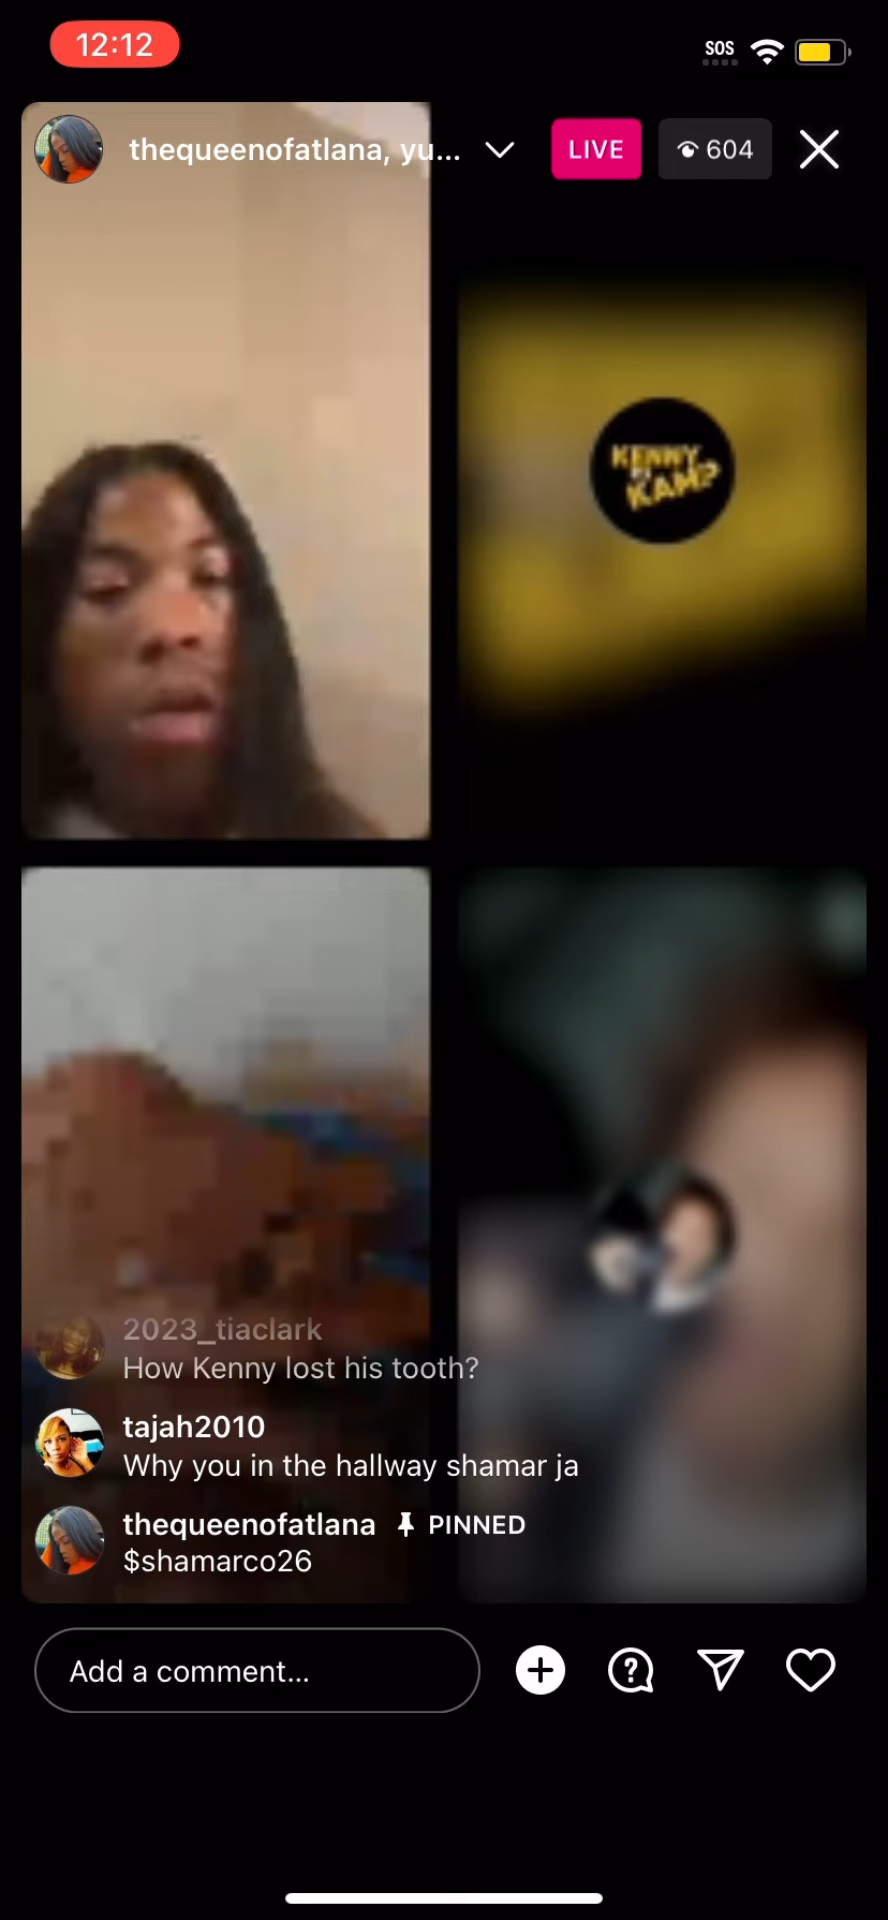 12:12
SOS
thequeenofatlana, yu...
LIVE
604
KENNY
KAM?
2023_tiaclark
How Kenny lost his tooth?
tajah2010
Why you in the hallway shamar ja
thequeenofatlana PINNED
$shamarco26
Add a comment...